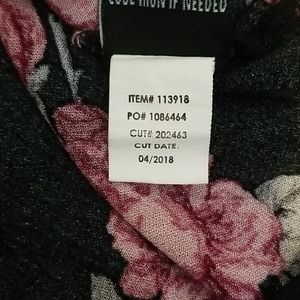 COOL IRON IF NEEDED
ITEM# 113918
PO# 1086464
CUT# 202463
CUT DATE:
04/2018